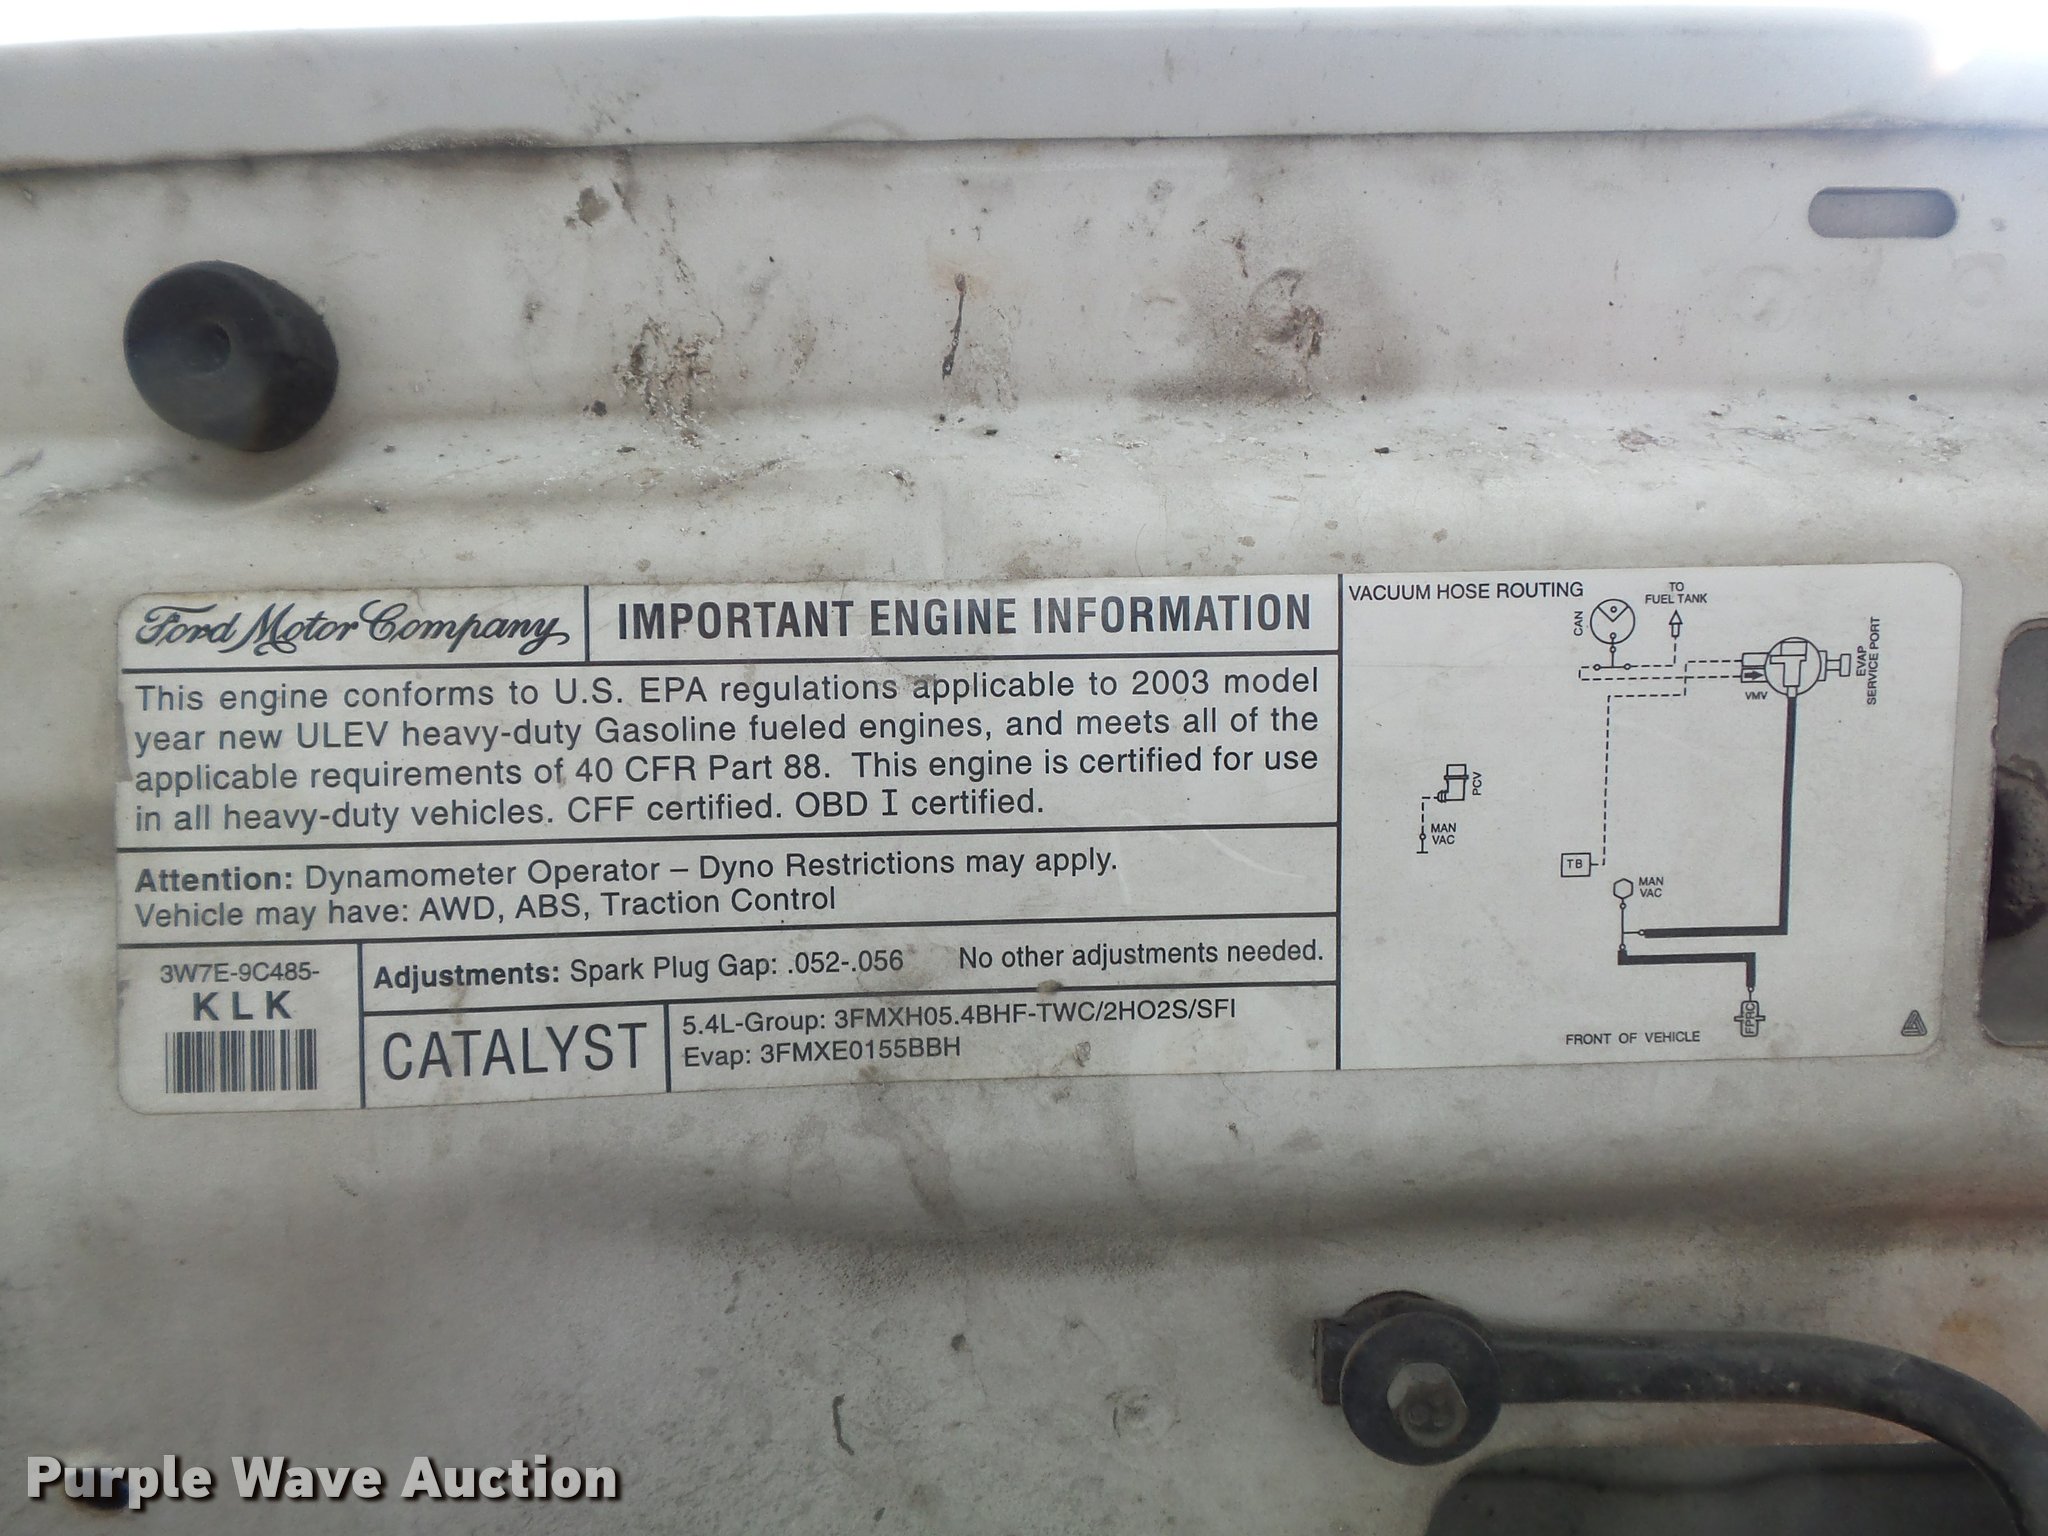 Ford Motor Company
IMPORTANT ENGINE INFORMATION
This engine conforms to U.S. EPA regulations applicable to 2003 model
year new ULEV heavy-duty Gasoline fueled engines, and meets all of the
applicable requirements of 40 CFR Part 88. This engine is certified for use
in all heavy-duty vehicles. CFF certified. OBD I certified.
Attention: Dynamometer Operator – Dyno Restrictions may apply.
Vehicle may have: AWD, ABS, Traction Control
3W7E-9C485-
KLK
Adjustments: Spark Plug Gap: .052-.056 No other adjustments needed.
CATALYST
5.4L-Group: 3FMXH05.4BHF-TWC/2HO2S/SFI
Evap: 3FMXE0155BBH
VACUUM HOSE ROUTING
CAN
TO
FUEL TANK
VMV
EVAP
SERVICE PORT
PCV
MAN
VAC
TB
MAN
VAC
FPRC
FRONT OF VEHICLE
Purple Wave Auction